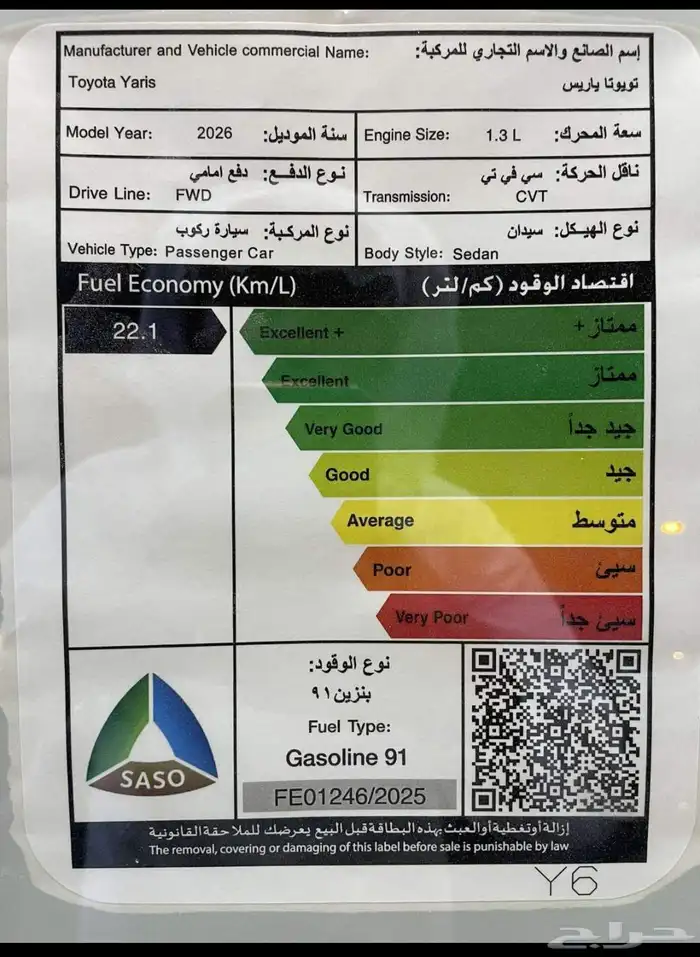 Manufacturer and Vehicle commercial Name: إسم الصانع والاسم التجاري للمركبة:
Toyota Yaris تويوتا ياريس
Model Year: 2026 سنة الموديل:
Engine Size: 1.3 L سعة المحرك:
Drive Line: FWD نوع الدفـع: دفع امامي
Transmission: CVT ناقل الحركة: سي في تي
Vehicle Type: Passenger Car نوع المركبة: سيارة ركوب
Body Style: Sedan نوع الهيكل: سيدان
Fuel Economy (Km/L) اقتصاد الوقود (كم/لتر)
22.1
Excellent + ممتاز +
Excellent ممتاز
Very Good جيد جداً
Good جيد
Average متوسط
Poor سيئ
Very Poor سيئ جداً
SASO
نوع الوقود:
بنزين ٩١
Fuel Type:
Gasoline 91
FE01246/2025
إزالة أو تغطية أو العبث بهذه البطاقة قبل البيع يعرضك للملاحقة القانونية
The removal, covering or damaging of this label before sale is punishable by law
Y6
حراج